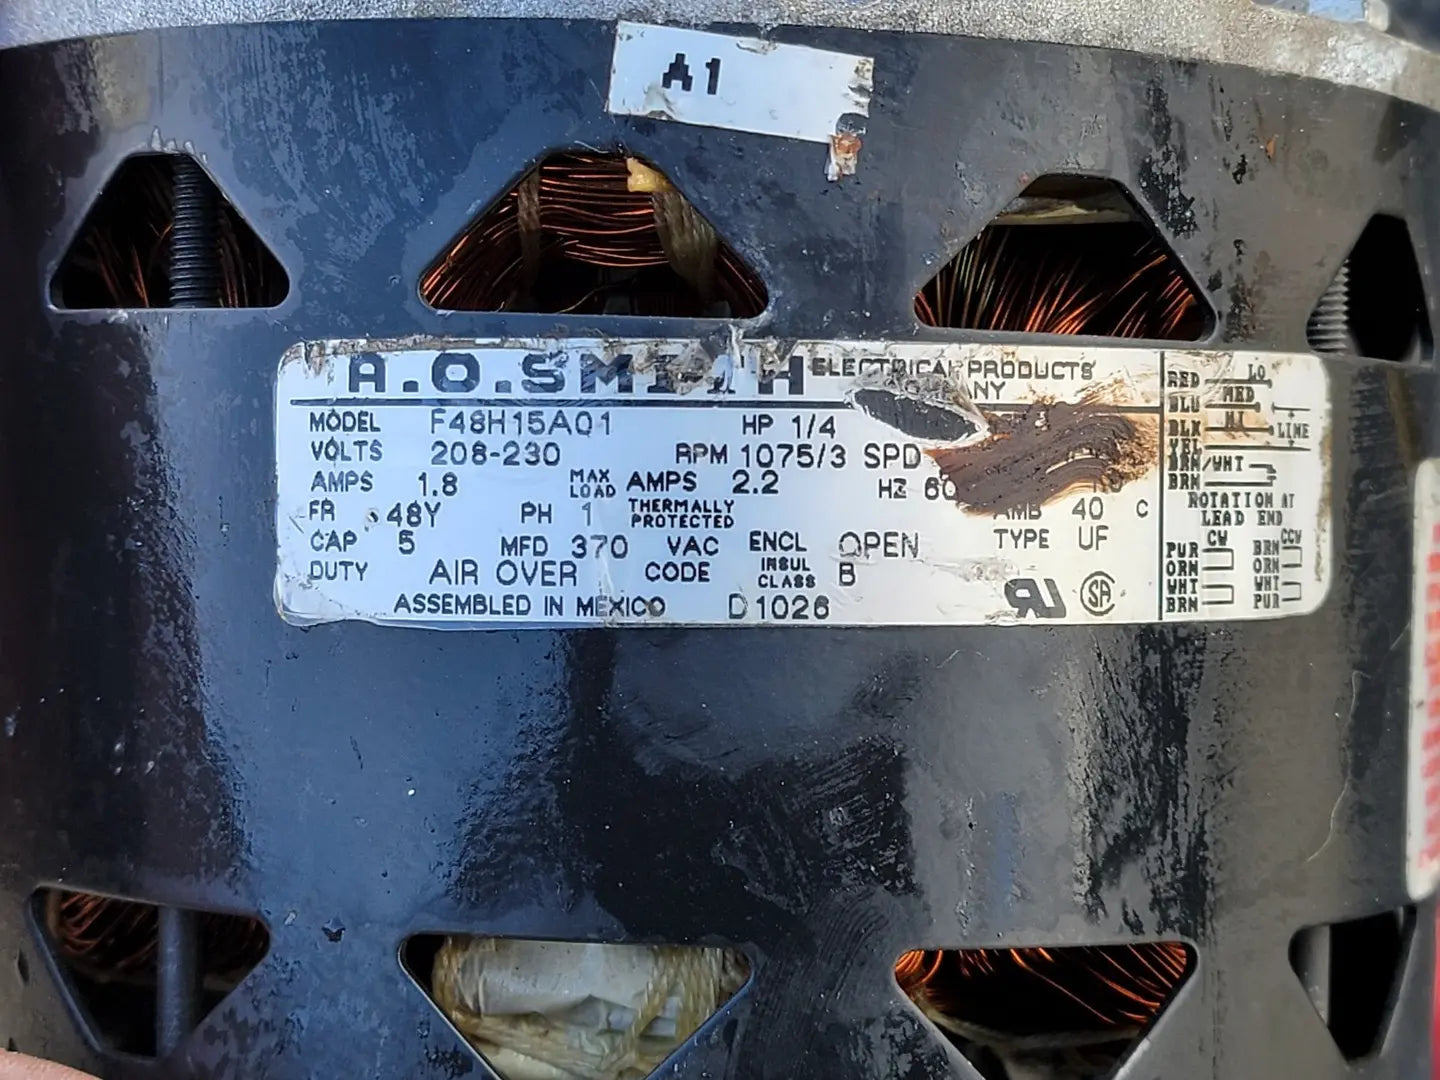 A1
A.O.SMITH ELECTRICAL PRODUCTS
MODEL F48H15A01 HP 1/4
VOLTS 208-230 RPM 1075/3 SPD
AMPS 1.8 MAX LOAD AMPS 2.2 HZ 60
FR 48Y PH 1 THERMALLY PROTECTED AMB 40 C
CAP 5 MFD 370 VAC ENCL OPEN TYPE UF
DUTY AIR OVER CODE INSUL CLASS B
ASSEMBLED IN MEXICO D1026
RED LO
BLU MED
BLK HI LINE
YEL
BRN/WHT
BRN
ROTATION AT
LEAD END
CW CCW
PUR BRN
ORN ORN
WHT WHT
BRN PUR